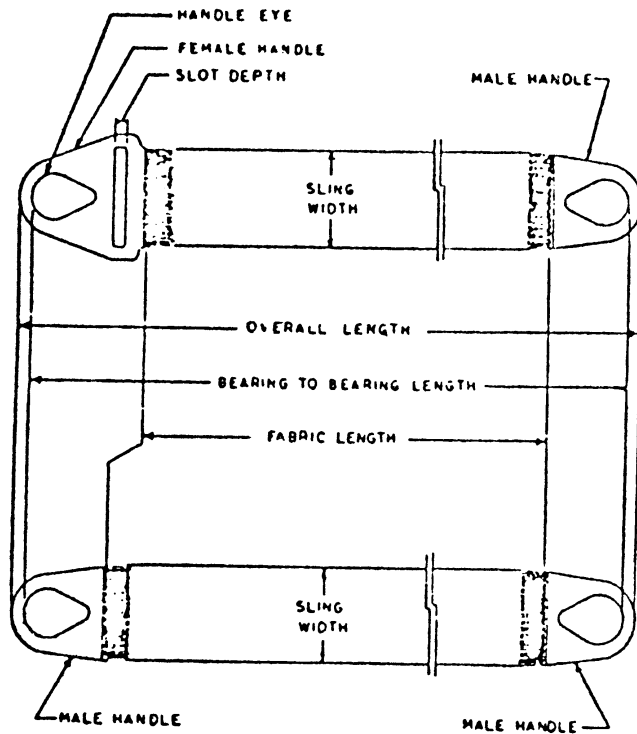 HANDLE EYE
FEMALE HANDLE
SLOT DEPTH
MALE HANDLE
SLING
WIDTH
OVERALL LENGTH
BEARING TO BEARING LENGTH
FABRIC LENGTH
SLING
WIDTH
MALE HANDLE
MALE HANDLE